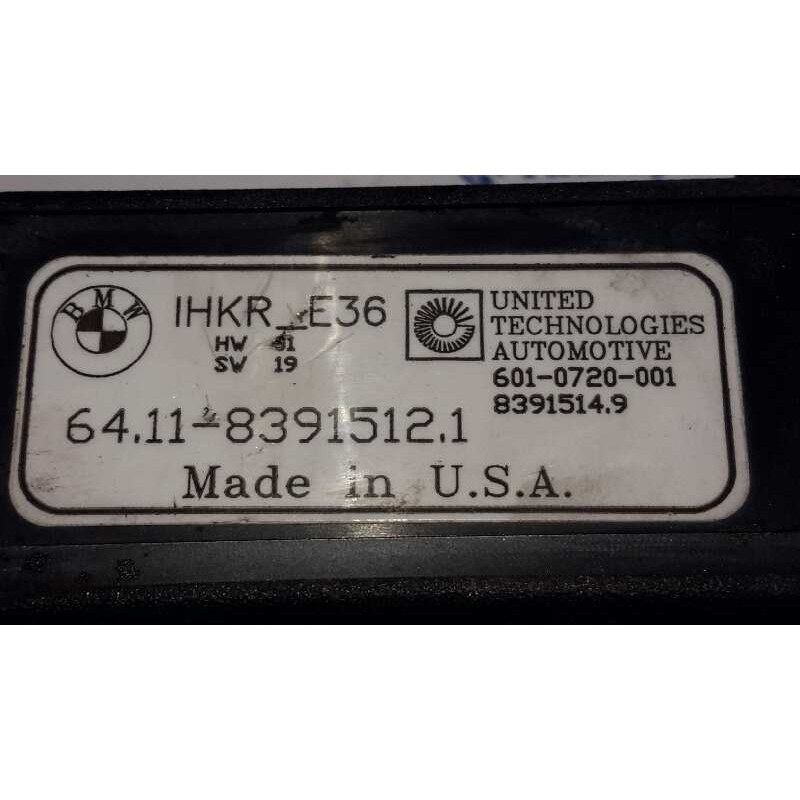 BMW
IHKR_E36
HW 61
SW 19
64.11-8391512.1
UNITED
TECHNOLOGIES
AUTOMOTIVE
601-0720-001
8391514.9
Made in U.S.A.